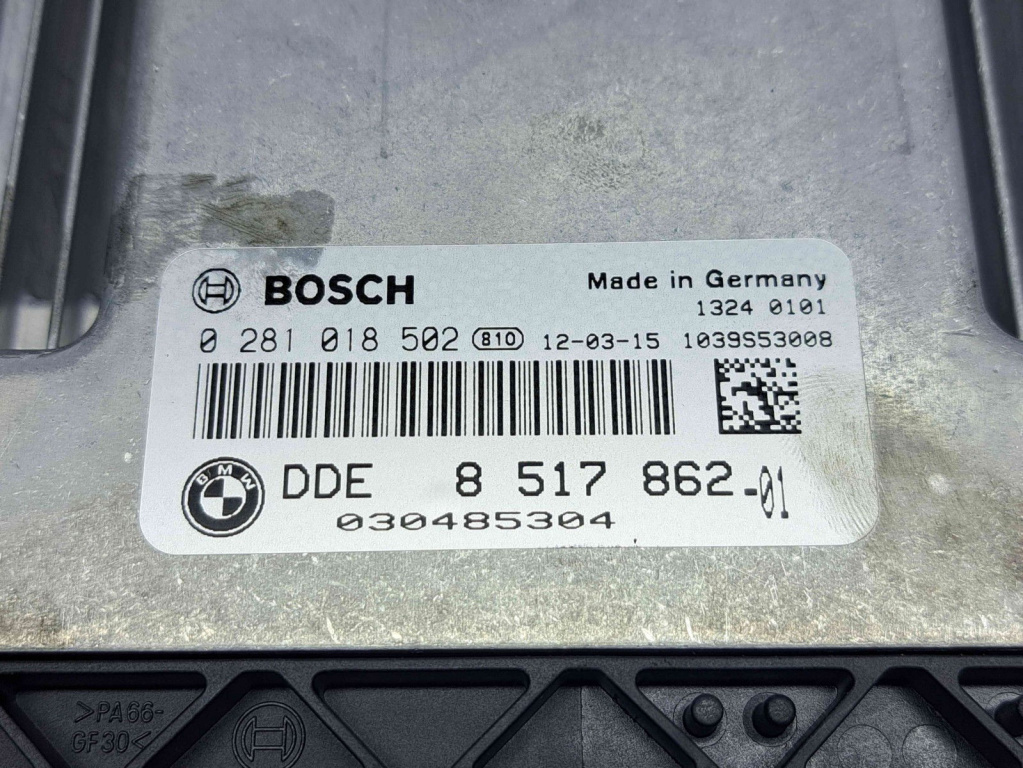 BOSCH
Made in Germany
1324 0101
0 281 018 502 810 12-03-15 1039S53008
BMW
DDE 8 517 862-01
030485304
>PA66-
GF30<